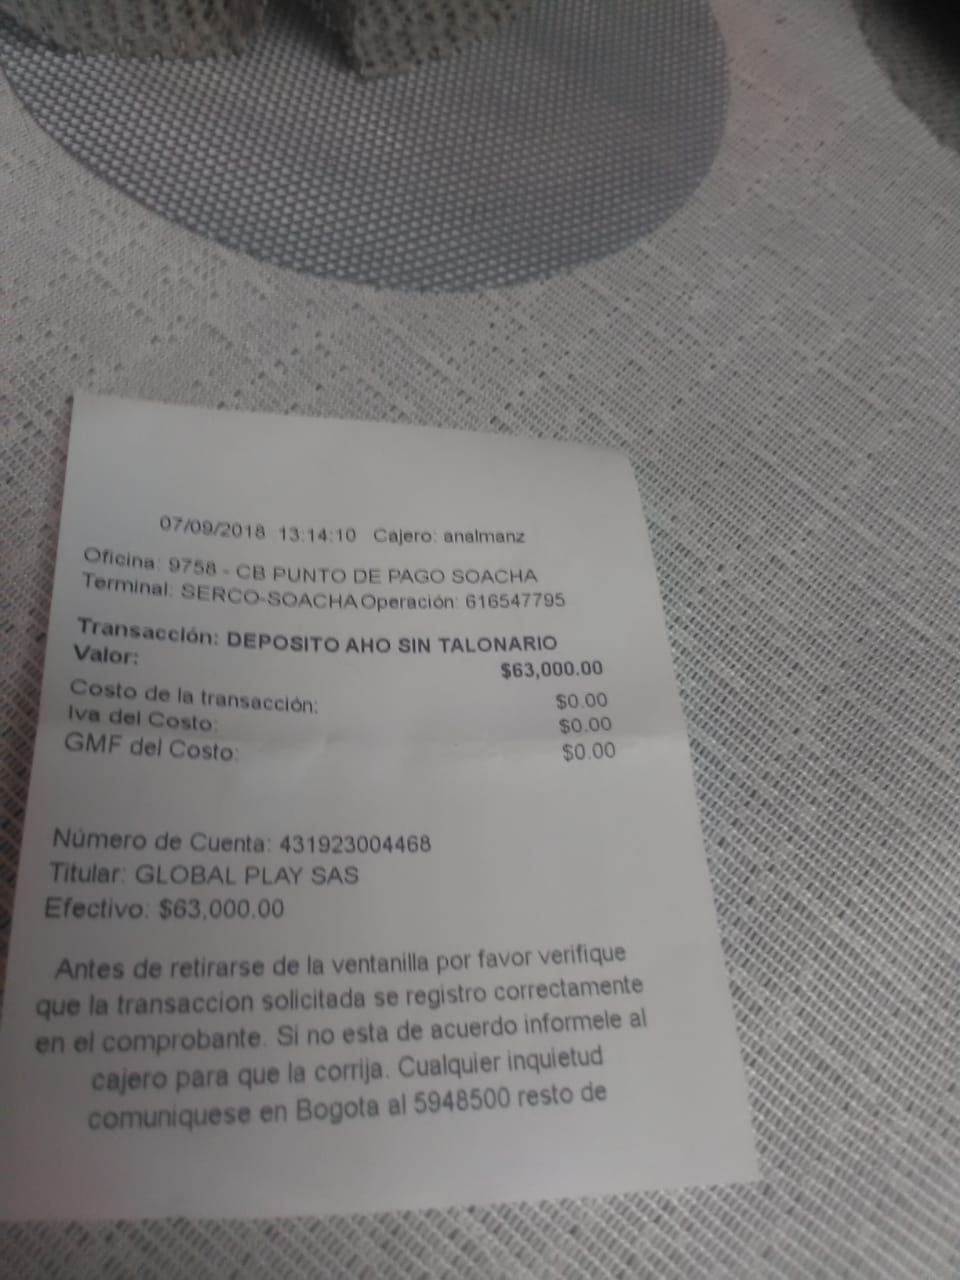 07/09/2018 13:14:10 Cajero: analmanz
Oficina: 9758 - CB PUNTO DE PAGO SOACHA
Terminal: SERCO-SOACHA Operación: 616547795
Transacción: DEPOSITO AHO SIN TALONARIO
Valor: $63,000.00
Costo de la transacción: $0.00
Iva del Costo: $0.00
GMF del Costo: $0.00
Número de Cuenta: 431923004468
Titular: GLOBAL PLAY SAS
Efectivo: $63,000.00
Antes de retirarse de la ventanilla por favor verifique
que la transaccion solicitada se registro correctamente
en el comprobante. Si no esta de acuerdo informele al
cajero para que la corrija. Cualquier inquietud
comuniquese en Bogota al 5948500 resto de